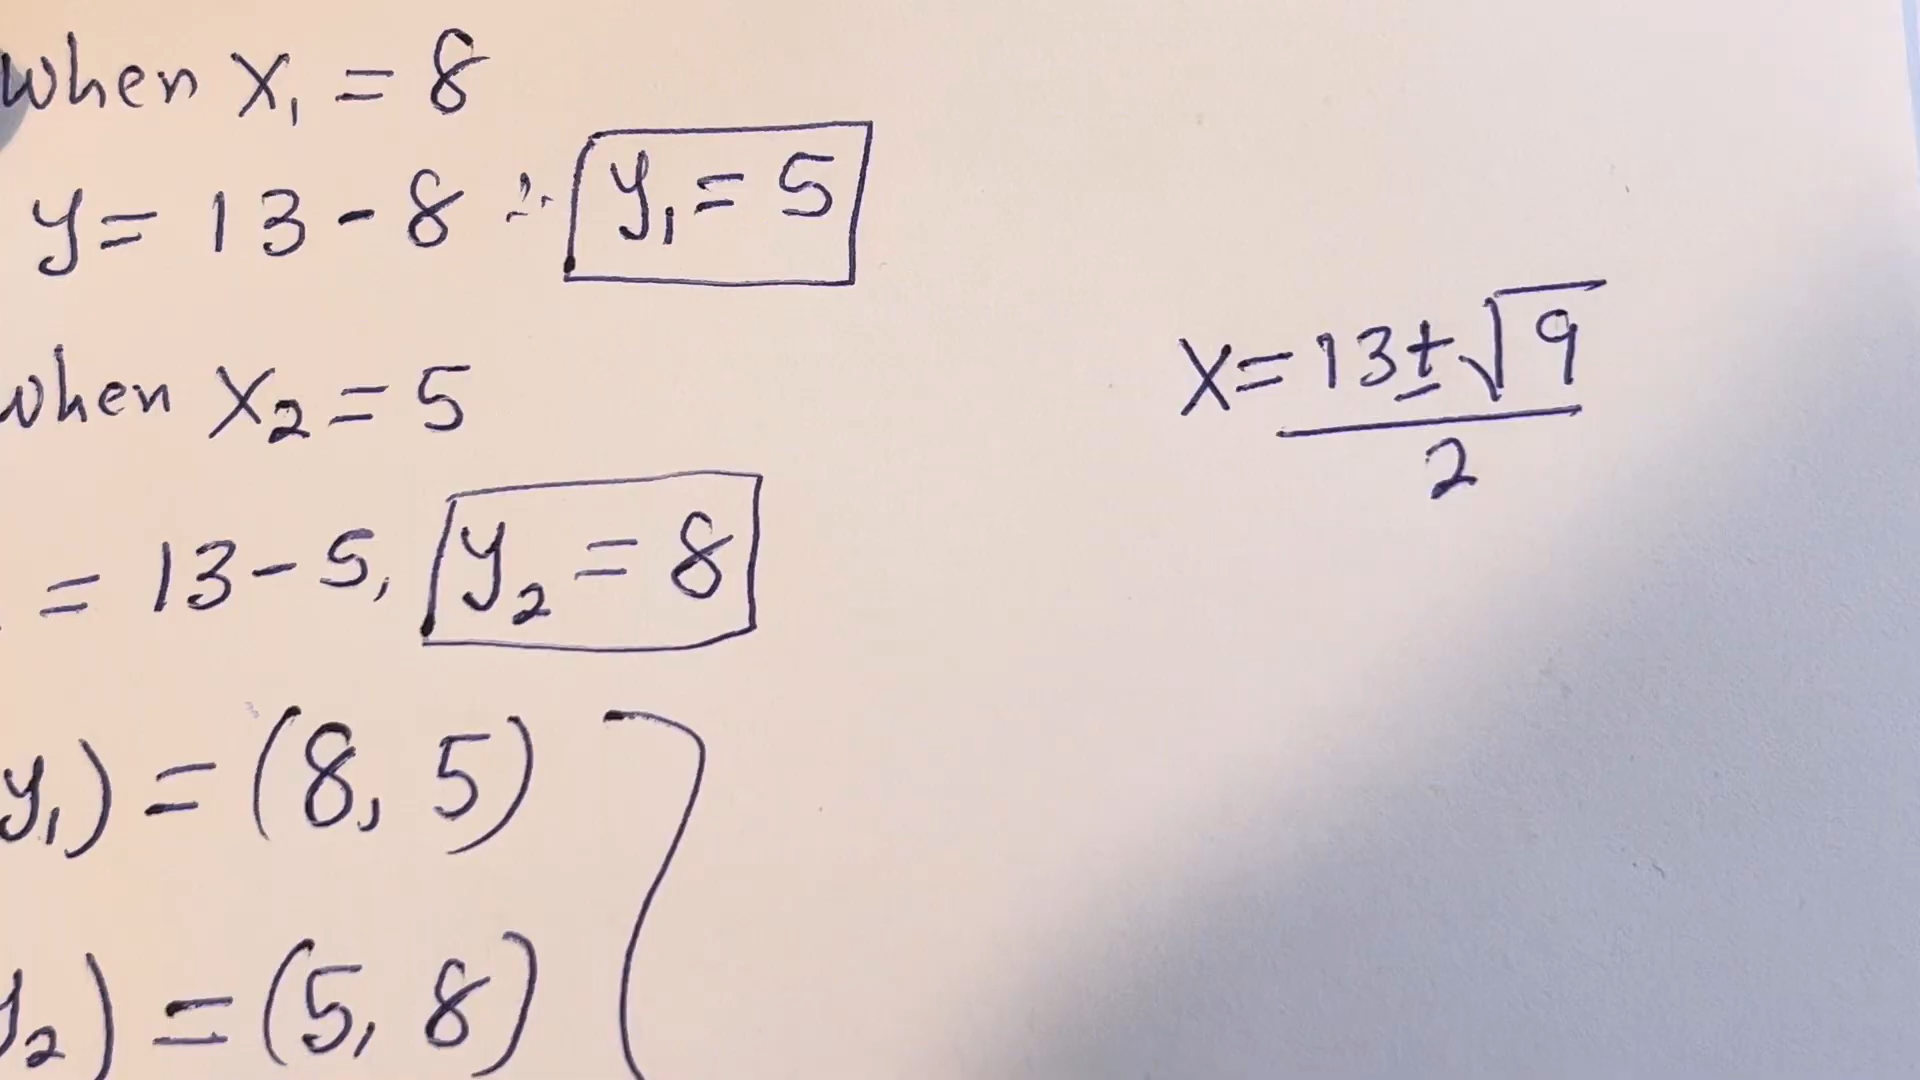 when x₁ = 8
y = 13 - 8 ∴ y₁ = 5
when x₂ = 5
= 13 - 5, y₂ = 8
y₁) = (8, 5)
y₂) = (5, 8)
x = 13 ± √9
2